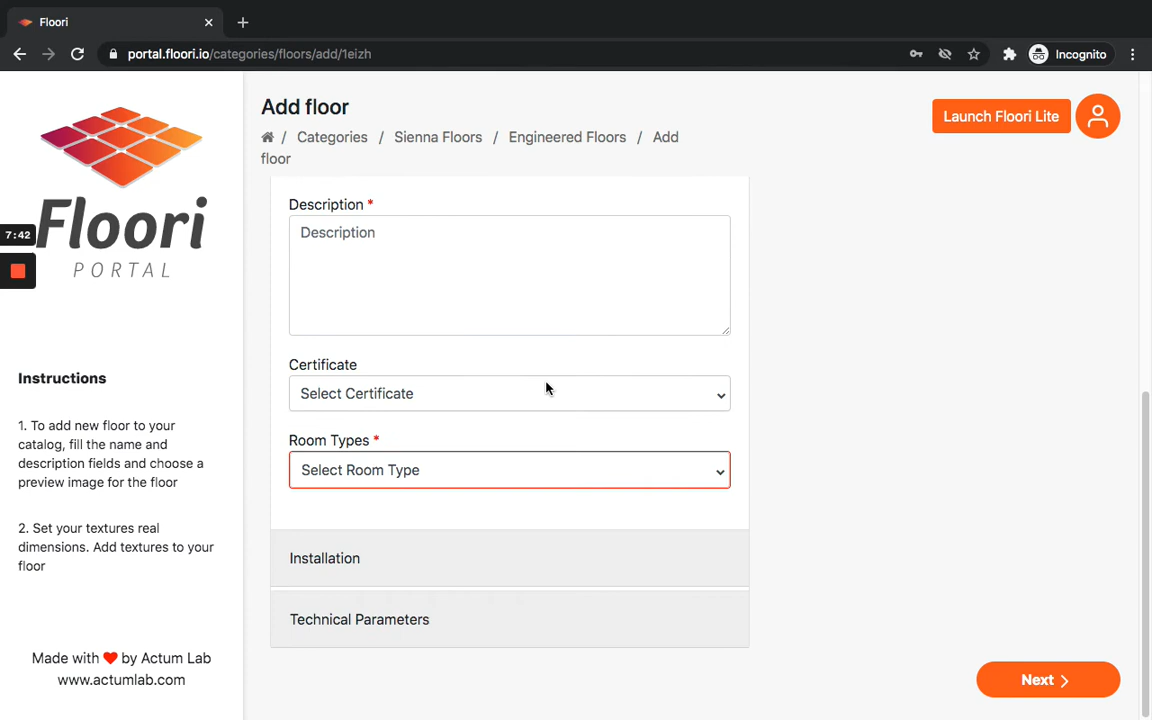 Floori
portal.floori.io/categories/floors/add/1eizh
Incognito
Floori
PORTAL
7:42
Instructions
1. To add new floor to your
catalog, fill the name and
description fields and choose a
preview image for the floor
2. Set your textures real
dimensions. Add textures to your
floor
Made with ❤ by Actum Lab
www.actumlab.com
Add floor
/ Categories / Sienna Floors / Engineered Floors / Add
floor
Launch Floori Lite
Description *
Description
Certificate
Select Certificate
Room Types *
Select Room Type
Installation
Technical Parameters
Next